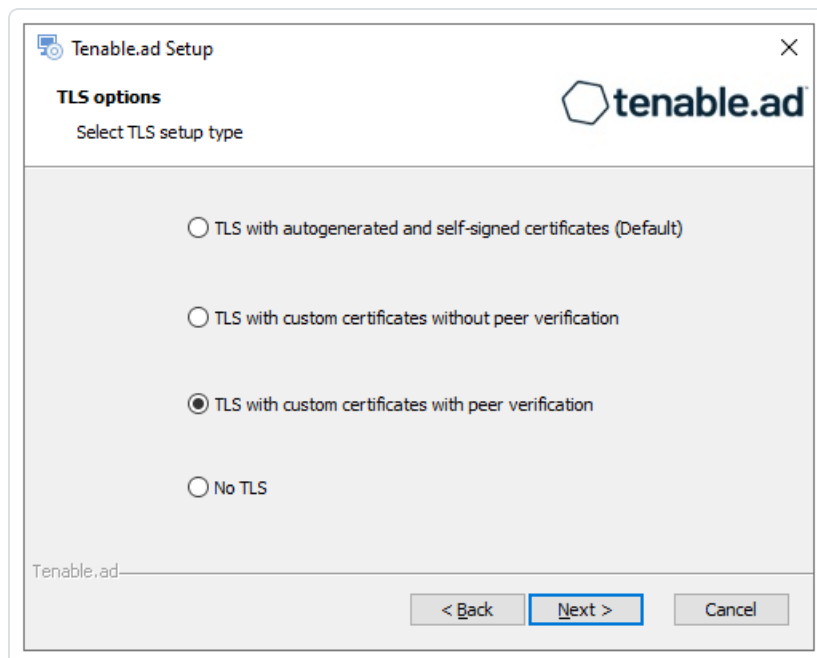 Tenable.ad Setup
TLS options
tenable.ad
Select TLS setup type
TLS with autogenerated and self-signed certificates (Default)
TLS with custom certificates without peer verification
TLS with custom certificates with peer verification
No TLS
Tenable.ad
< Back
Next >
Cancel